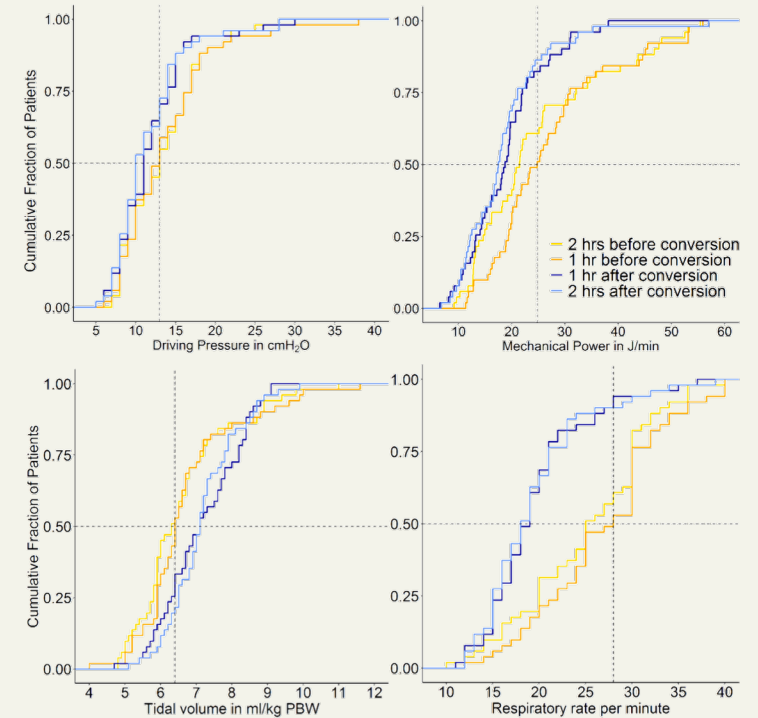 Cumulative Fraction of Patients
1.00
0.75
0.50
0.25
0.00
5 10 15 20 25 30 35 40
Driving Pressure in cmH₂O
1.00
0.75
0.50
0.25
0.00
2 hrs before conversion
1 hr before conversion
1 hr after conversion
2 hrs after conversion
10 20 30 40 50 60
Mechanical Power in J/min
Cumulative Fraction of Patients
1.00
0.75
0.50
0.25
0.00
4 5 6 7 8 9 10 11 12
Tidal volume in ml/kg PBW
1.00
0.75
0.50
0.25
0.00
10 15 20 25 30 35 40
Respiratory rate per minute